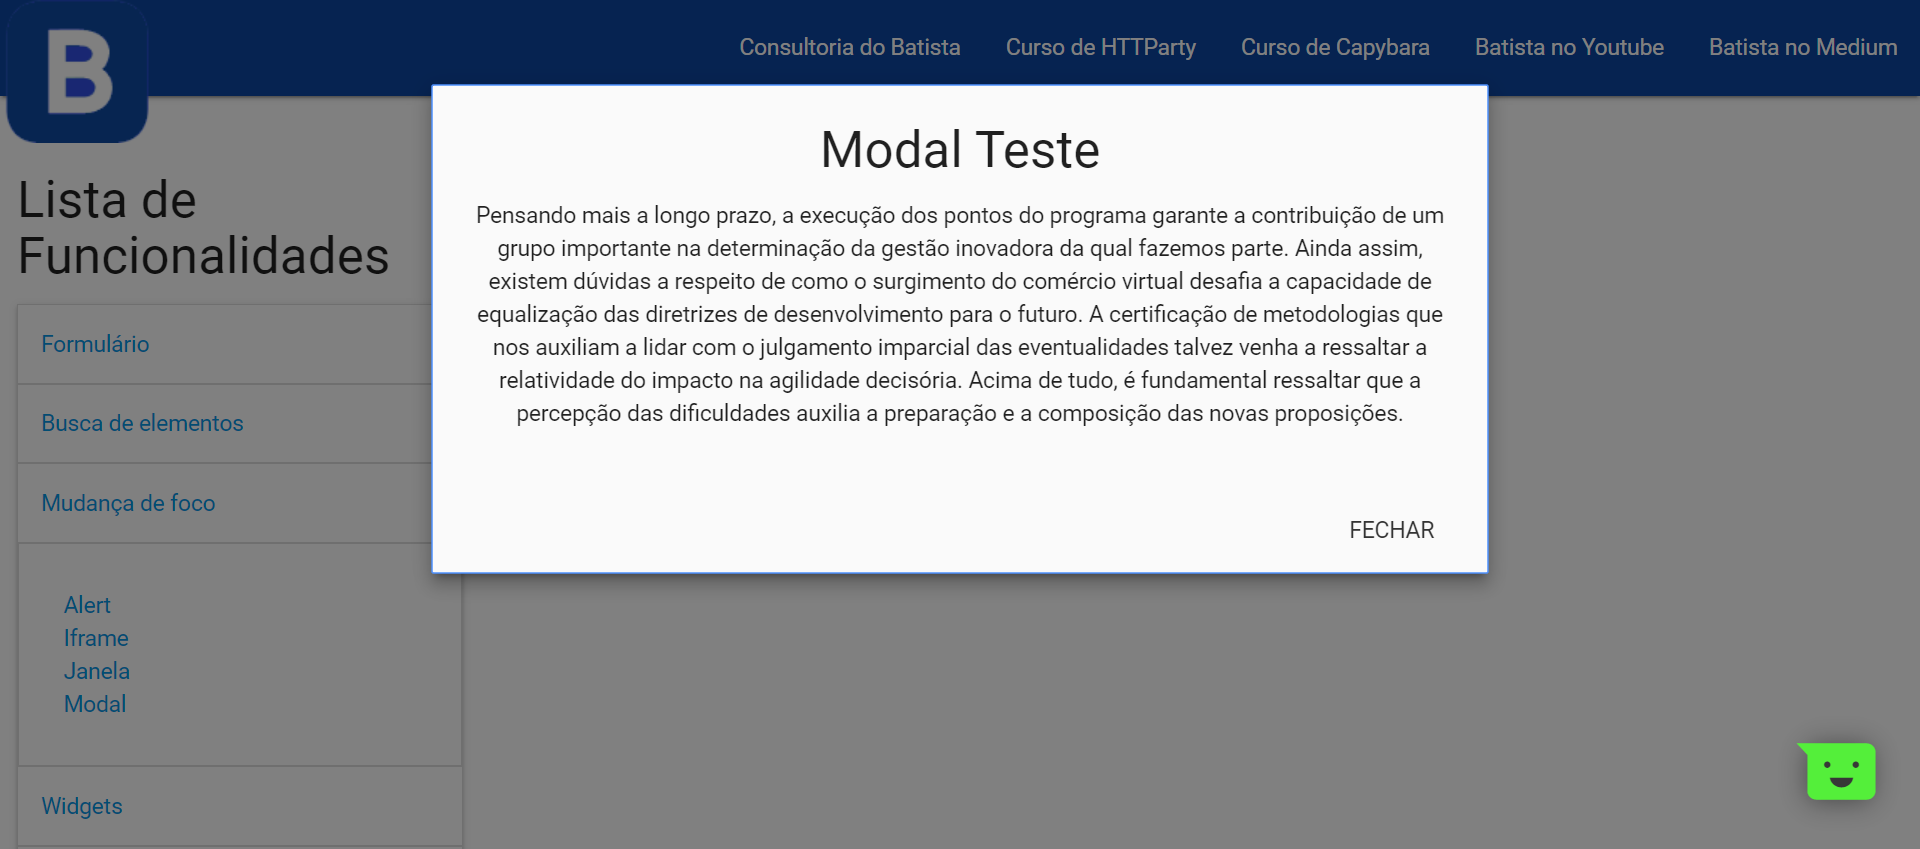 B
Consultoria do Batista
Curso de HTTParty
Curso de Capybara
Batista no Youtube
Batista no Medium
Lista de
Funcionalidades
Formulário
Busca de elementos
Mudança de foco
Alert
Iframe
Janela
Modal
Widgets
Modal Teste
Pensando mais a longo prazo, a execução dos pontos do programa garante a contribuição de um
grupo importante na determinação da gestão inovadora da qual fazemos parte. Ainda assim,
existem dúvidas a respeito de como o surgimento do comércio virtual desafia a capacidade de
equalização das diretrizes de desenvolvimento para o futuro. A certificação de metodologias que
nos auxiliam a lidar com o julgamento imparcial das eventualidades talvez venha a ressaltar a
relatividade do impacto na agilidade decisória. Acima de tudo, é fundamental ressaltar que a
percepção das dificuldades auxilia a preparação e a composição das novas proposições.
FECHAR